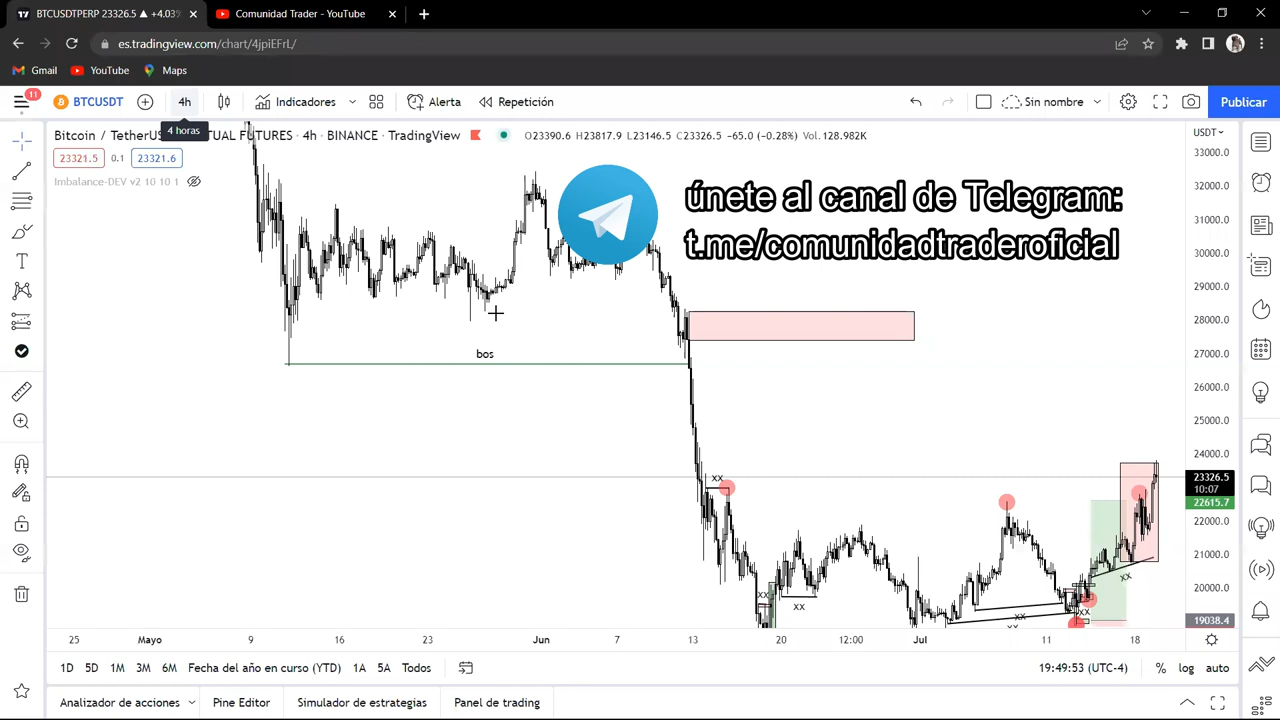 BTCUSDTPERP 23326.5 ▲ +4.03%
Comunidad Trader - YouTube
es.tradingview.com/chart/4jpiEFrL/
Gmail
YouTube
Maps
11
BTCUSDT
4h
Indicadores
Alerta
Repetición
Sin nombre
Publicar
4 horas
Bitcoin / TetherUS
TUAL FUTURES · 4h · BINANCE · TradingView
O23390.6 H23817.9 L23146.5 C23326.5 -65.0 (-0.28%) Vol.128.982K
USDT
23321.5
0.1
23321.6
Imbalance-DEV v2 10 10 1
únete al canal de Telegram:
t.me/comunidadtraderoficial
33000.0
32000.0
31000.0
30000.0
29000.0
28000.0
27000.0
26000.0
25000.0
24000.0
23326.5
10:07
22615.7
22000.0
21000.0
20000.0
19038.4
bos
xx
xx
xx
xx
xx
xx
25
Mayo
9
16
23
Jun
7
13
20
12:00
Jul
11
18
1D
5D
1M
3M
6M
Fecha del año en curso (YTD)
1A
5A
Todos
19:49:53 (UTC-4)
%
log
auto
Analizador de acciones
Pine Editor
Simulador de estrategias
Panel de trading